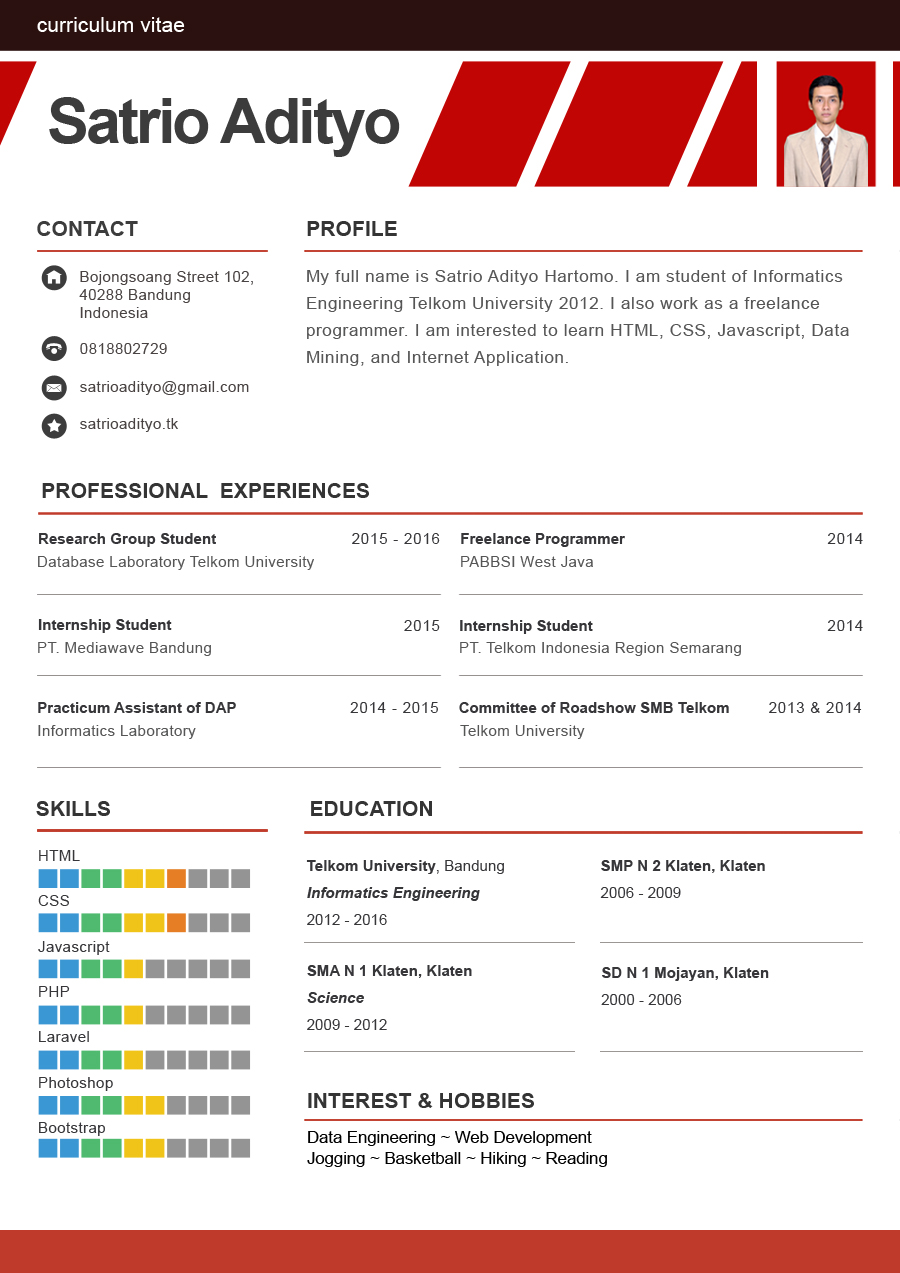 curriculum vitae
Satrio Adityo
CONTACT
Bojongsoang Street 102,
40288 Bandung
Indonesia
0818802729
satrioadityo@gmail.com
satrioadityo.tk
PROFILE
My full name is Satrio Adityo Hartomo. I am student of Informatics
Engineering Telkom University 2012. I also work as a freelance
programmer. I am interested to learn HTML, CSS, Javascript, Data
Mining, and Internet Application.
PROFESSIONAL EXPERIENCES
Research Group Student 2015 - 2016
Database Laboratory Telkom University
Freelance Programmer 2014
PABBSI West Java
Internship Student 2015
PT. Mediawave Bandung
Internship Student 2014
PT. Telkom Indonesia Region Semarang
Practicum Assistant of DAP 2014 - 2015
Informatics Laboratory
Committee of Roadshow SMB Telkom 2013 & 2014
Telkom University
SKILLS
HTML
CSS
Javascript
PHP
Laravel
Photoshop
Bootstrap
EDUCATION
Telkom University, Bandung
Informatics Engineering
2012 - 2016
SMP N 2 Klaten, Klaten
2006 - 2009
SMA N 1 Klaten, Klaten
Science
2009 - 2012
SD N 1 Mojayan, Klaten
2000 - 2006
INTEREST & HOBBIES
Data Engineering ~ Web Development
Jogging ~ Basketball ~ Hiking ~ Reading